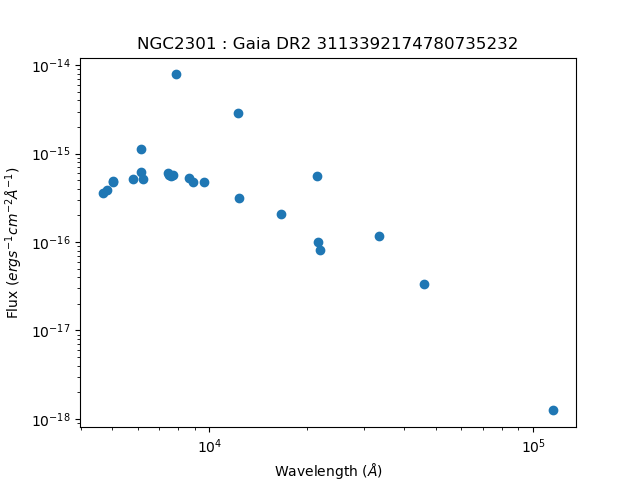 NGC2301 : Gaia DR2 3113392174780735232
Flux (ergs⁻¹cm⁻²Å⁻¹)
10⁻¹⁴
10⁻¹⁵
10⁻¹⁶
10⁻¹⁷
10⁻¹⁸
10⁴
10⁵
Wavelength (Å)